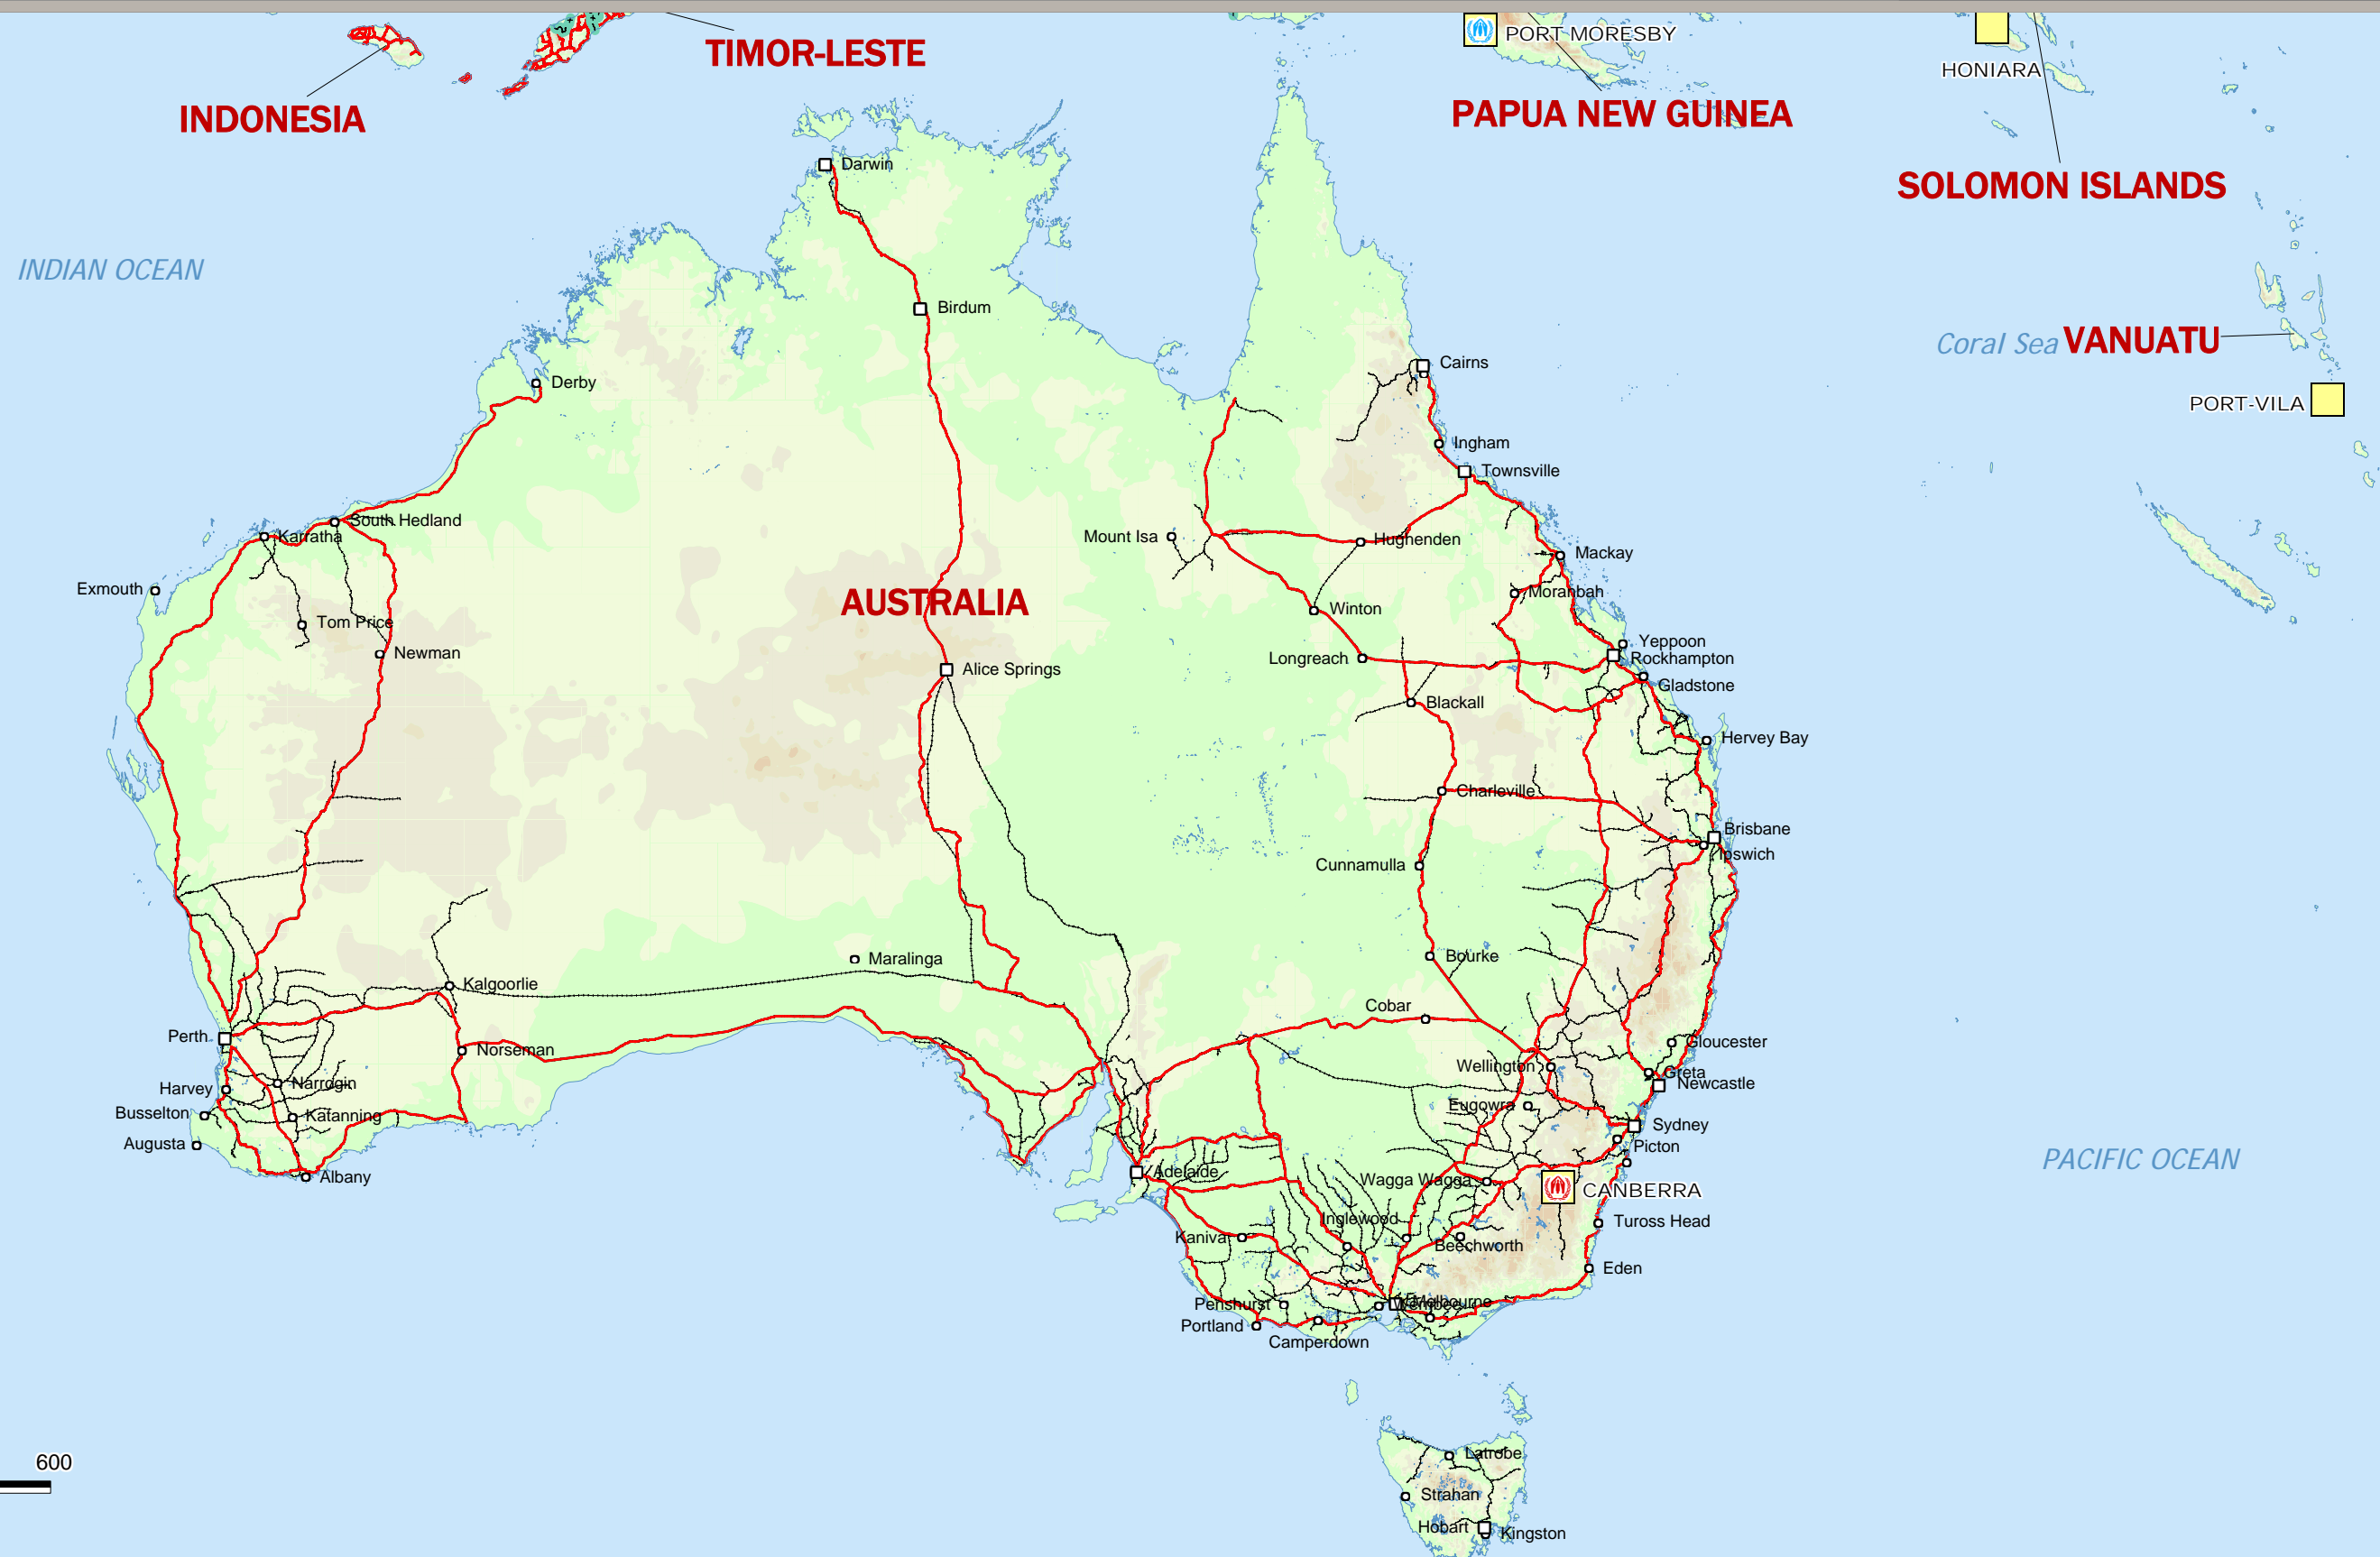 PORT MORESBY
TIMOR-LESTE
HONIARA
INDONESIA
PAPUA NEW GUINEA
Darwin
SOLOMON ISLANDS
INDIAN OCEAN
Birdum
Coral Sea
VANUATU
Cairns
Derby
PORT-VILA
Ingham
Townsville
South Hedland
Karratha
Mount Isa
Hughenden
Mackay
Exmouth
Moranbah
AUSTRALIA
Winton
Tom Price
Yeppoon
Newman
Longreach
Rockhampton
Alice Springs
Gladstone
Blackall
Hervey Bay
Charleville
Brisbane
Ipswich
Cunnamulla
Bourke
Maralinga
Kalgoorlie
Cobar
Perth
Gloucester
Norseman
Wellington
Greta
Newcastle
Narrogin
Harvey
Eugowra
Busselton
Katanning
Sydney
Augusta
Picton
PACIFIC OCEAN
Adelaide
Albany
Wagga Wagga
CANBERRA
Inglewood
Tuross Head
Kaniva
Beechworth
Eden
Melbourne
Penshurst
Portland
Camperdown
Latrobe
600
Strahan
Hobart
Kingston